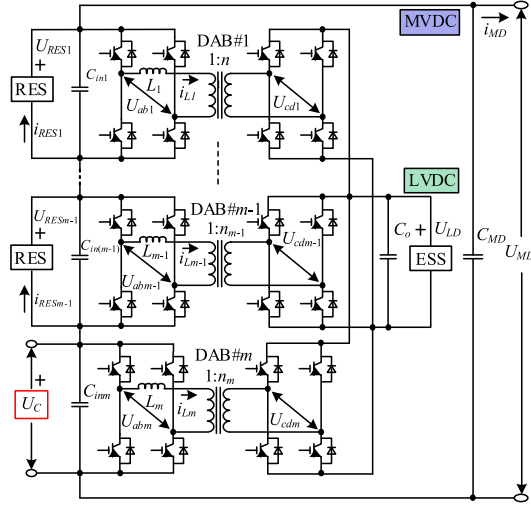 MVDC
i_MD
DAB#1
1:n
U_RES1
+
C_in1
RES
i_RES1
L_1
i_L1
U_ab1
U_cd1
LVDC
DAB#m-1
1:n_m-1
U_RESm-1
+
C_in(m-1)
RES
i_RESm-1
L_m-1
i_Lm-1
U_abm-1
U_cdm-1
C_o
+
U_LD
ESS
C_MD
U_MD
DAB#m
1:n_m
+
U_C
C_inm
L_m
i_Lm
U_abm
U_cdm